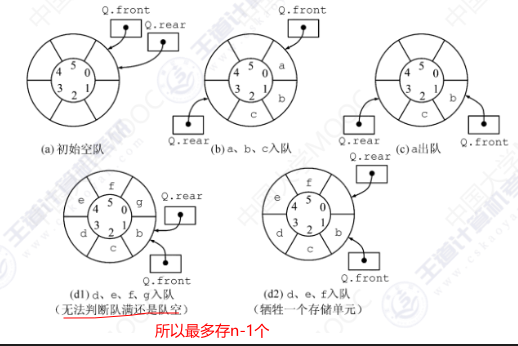 Q.front
Q.rear
4 5 0
3 2 1
(a) 初始空队
Q.front
a
4 5 0
3 2 1
b
c
Q.rear
(b) a、b、c入队
4 5 0
3 2 1
b
c
Q.rear
Q.front
(c) a出队
f
e
g
4 5 0
3 2 1
d
b
c
Q.rear
Q.front
(d1) d、e、f、g入队
(无法判断队满还是队空)
Q.rear
f
e
4 5 0
3 2 1
d
b
c
Q.front
(d2) d、e、f入队
(牺牲一个存储单元)
所以最多存n-1个